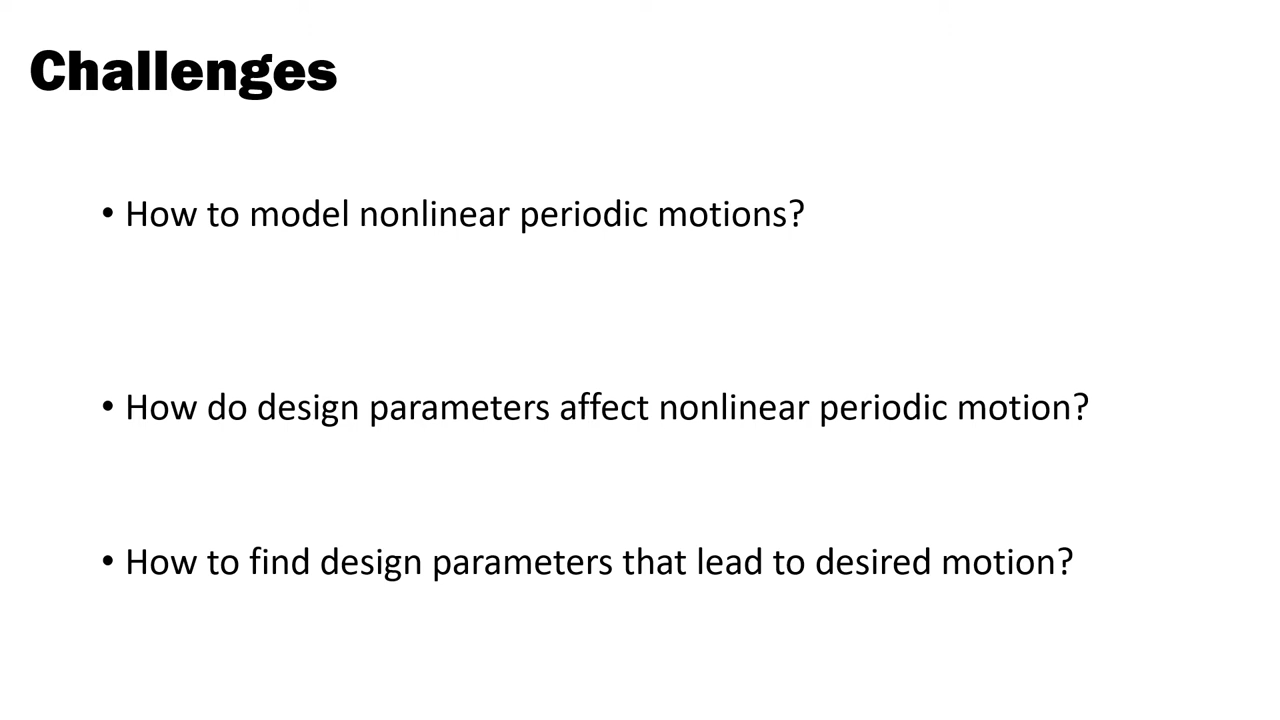 Challenges
• How to model nonlinear periodic motions?
• How do design parameters affect nonlinear periodic motion?
• How to find design parameters that lead to desired motion?